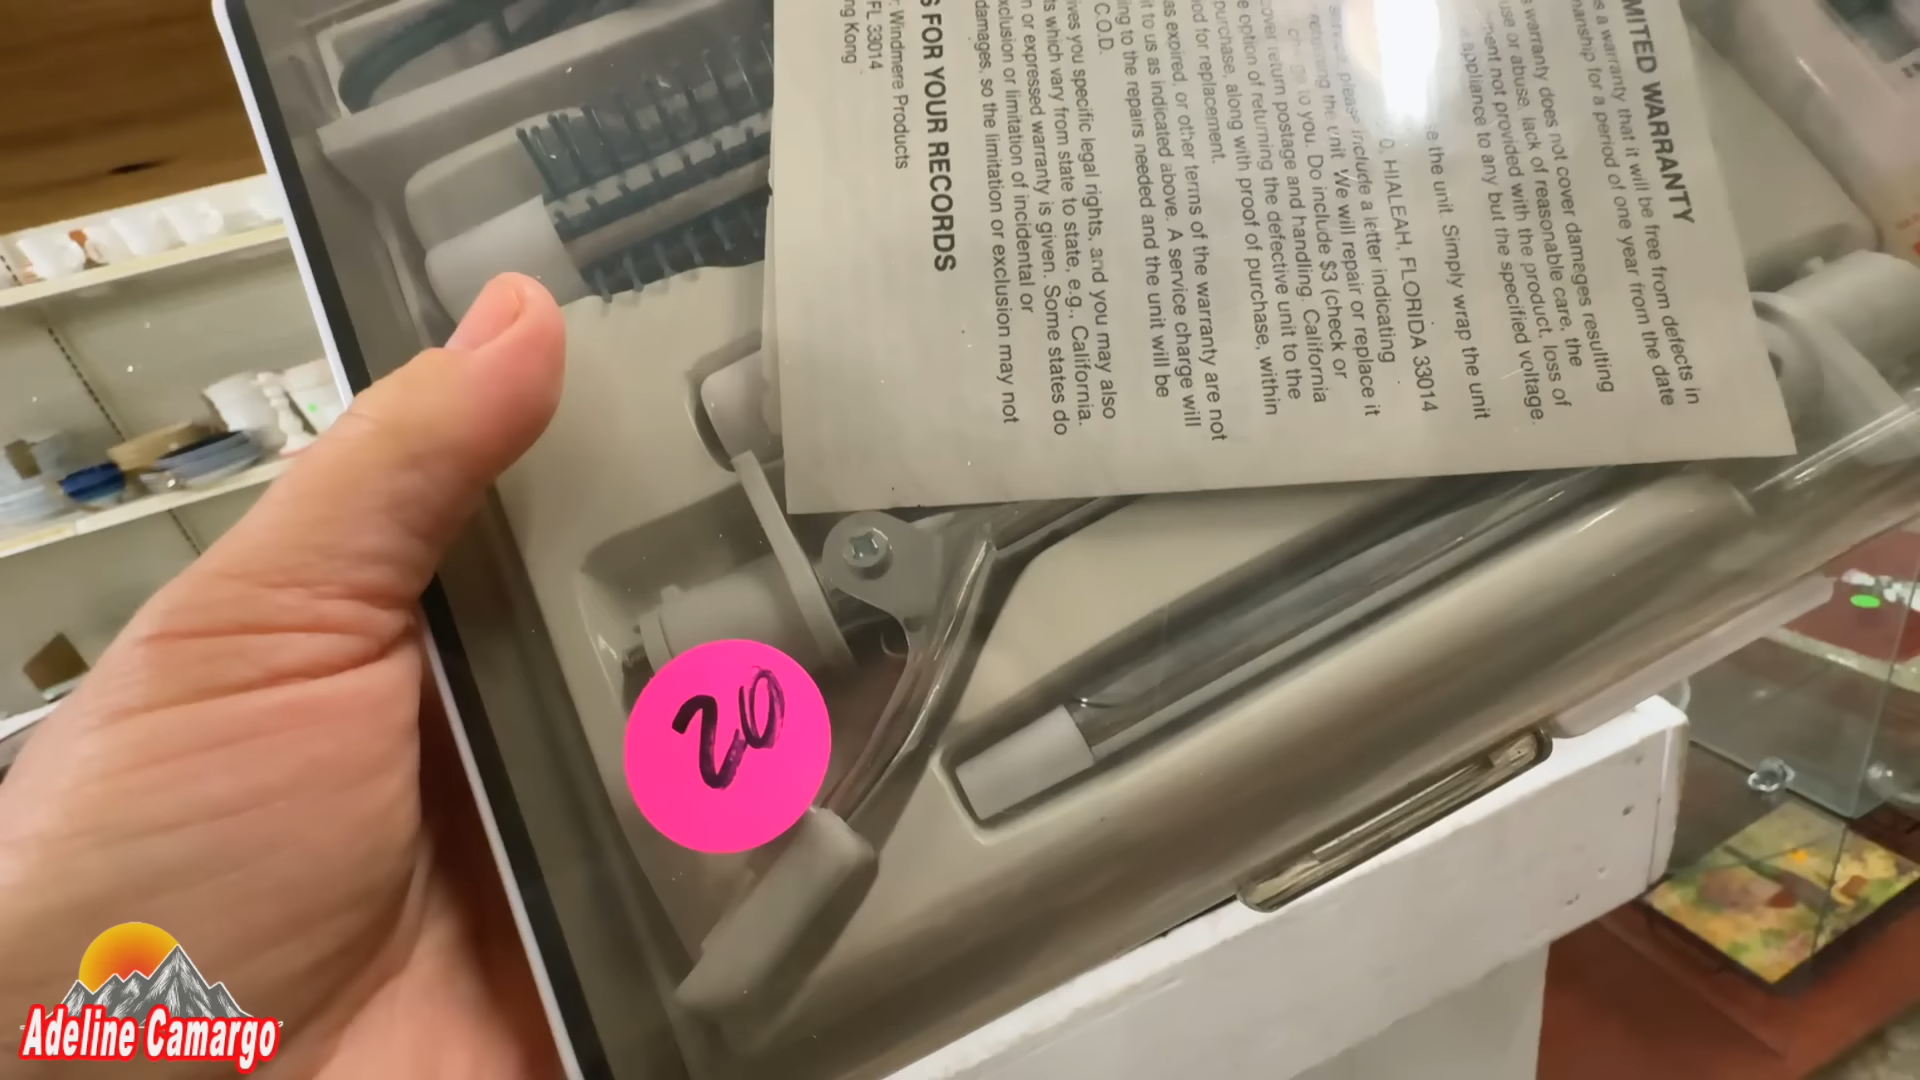 MITED WARRANTY
s a warranty that it will be free from defects in
nanship for a period of one year from the date
warranty does not cover dameges resulting
use or abuse, lack of reasonable care, the
ment not provided with the product, loss of
appliance to any but the specified voltage.
se the unit. Simply wrap the unit
0, HIALEAH, FLORIDA 33014
please include a letter indicating
the unit. We will repair or replace it
to you. Do include $3 (check or
cover return postage and handling. California
e option of returning the defective unit to the
purchase, along with proof of purchase, within
od for replacement.
as expired, or other terms of the warranty are not
it to us as indicated above. A service charge will
ing to the repairs needed and the unit will be
C.O.D.
ives you specific legal rights, and you may also
ts which vary from state to state, e.g., California.
n or expressed warranty is given. Some states do
xclusion or limitation of incidental or
damages, so the limitation or exclusion may not
S FOR YOUR RECORDS
Windmere Products
FL 33014
ng Kong
20
Adeline Camargo